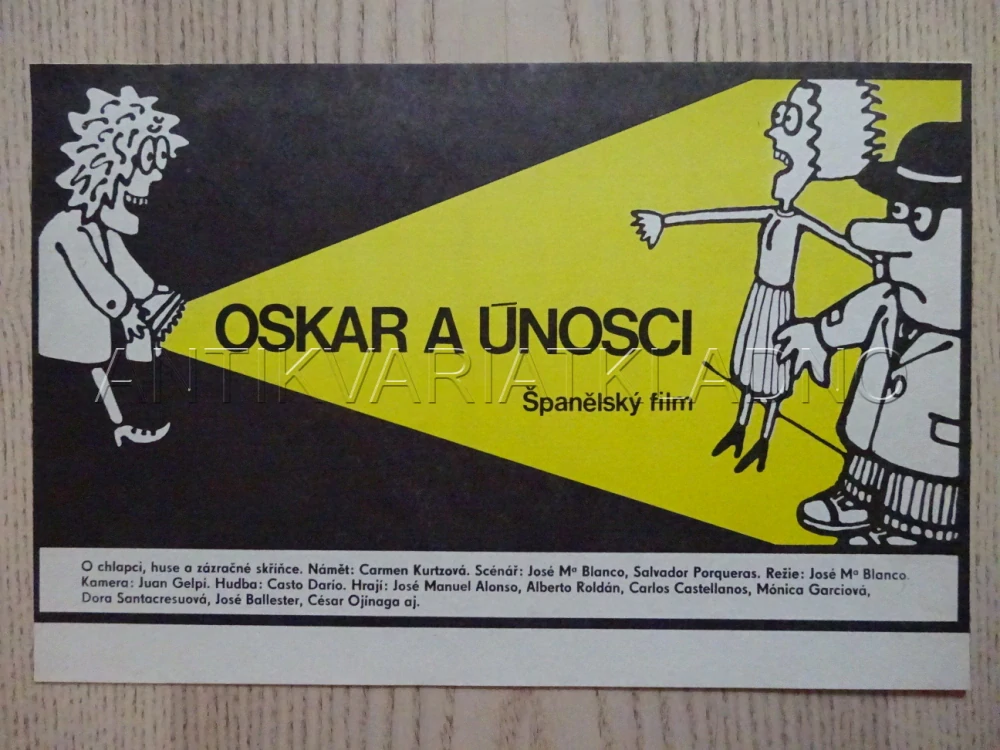 OSKAR A ÚNOSCI
ANTIKVARIATKLADNO
Španělský film
O chlapci, huse a zázračné skříňce. Námět: Carmen Kurtzová. Scénář: José Mª Blanco, Salvador Porqueras. Režie: José Mª Blanco.
Kamera: Juan Gelpí. Hudba: Casto Darío. Hrají: José Manuel Alonso, Alberto Roldán, Carlos Castellanos, Mónica Garciová,
Dora Santacresuová, José Ballester, César Ojinaga aj.